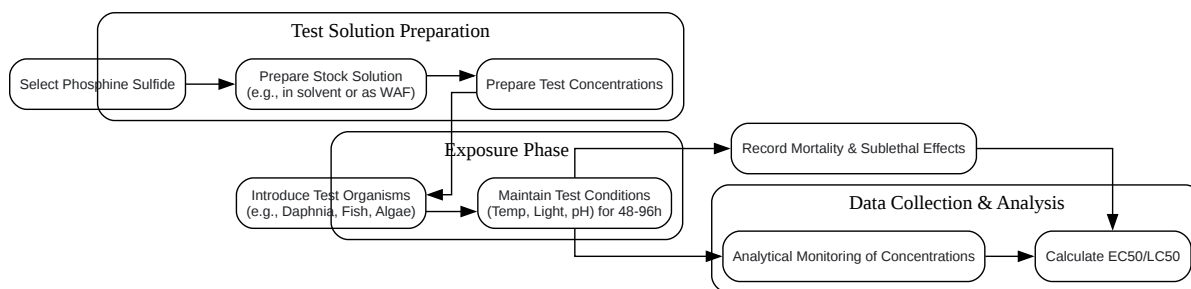 Test Solution Preparation
Select Phosphine Sulfide
Prepare Stock Solution
(e.g., in solvent or as WAF)
Prepare Test Concentrations
Exposure Phase
Introduce Test Organisms
(e.g., Daphnia, Fish, Algae)
Maintain Test Conditions
(Temp, Light, pH) for 48-96h
Record Mortality & Sublethal Effects
Data Collection & Analysis
Analytical Monitoring of Concentrations
Calculate EC50/LC50